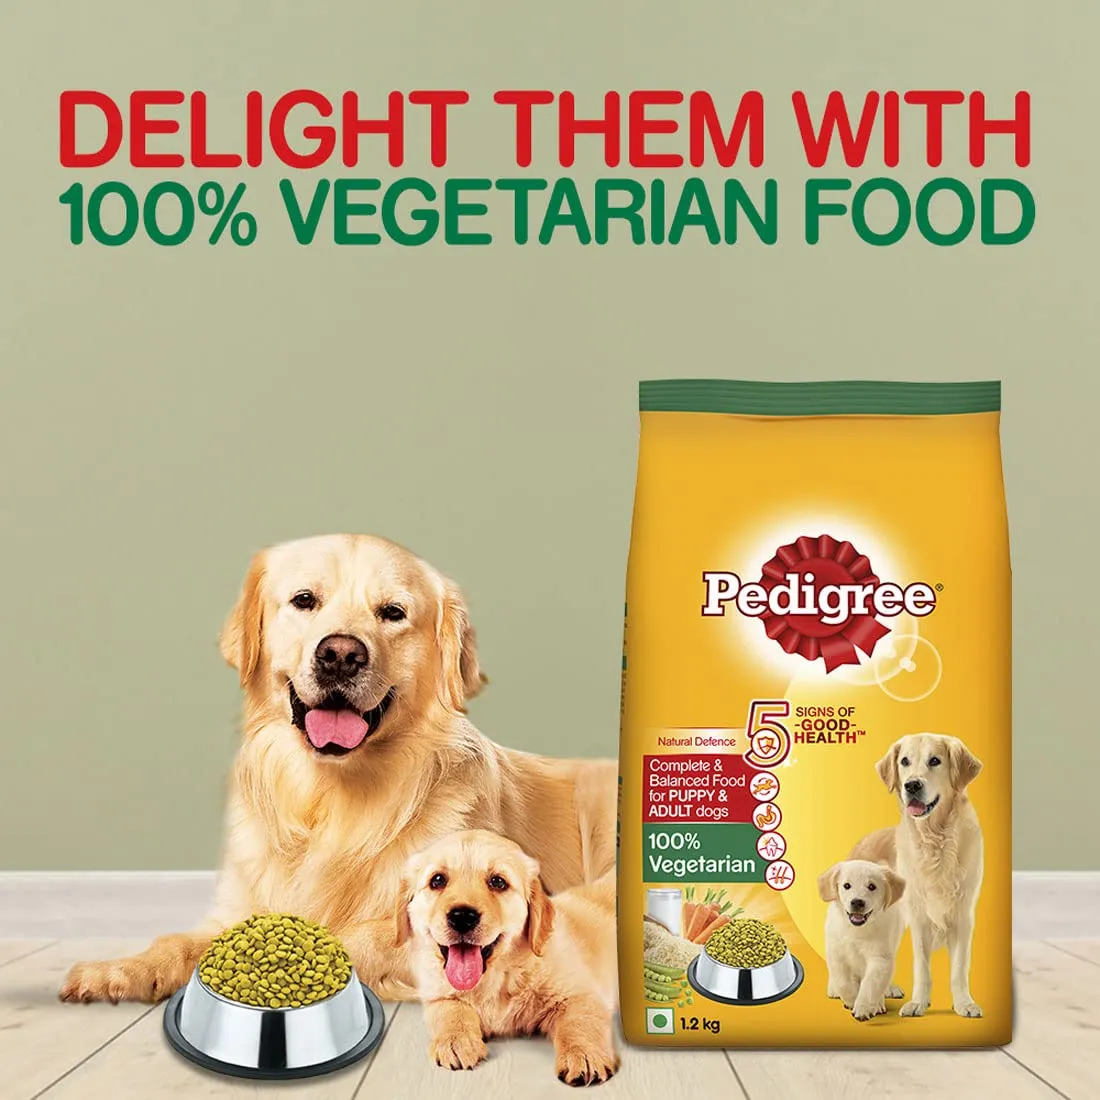 DELIGHT THEM WITH
100% VEGETARIAN FOOD
Pedigree®
5 SIGNS OF
-GOOD-
HEALTH™
Natural Defence
Complete &
Balanced Food
for PUPPY &
ADULT dogs
100%
Vegetarian
1.2 kg